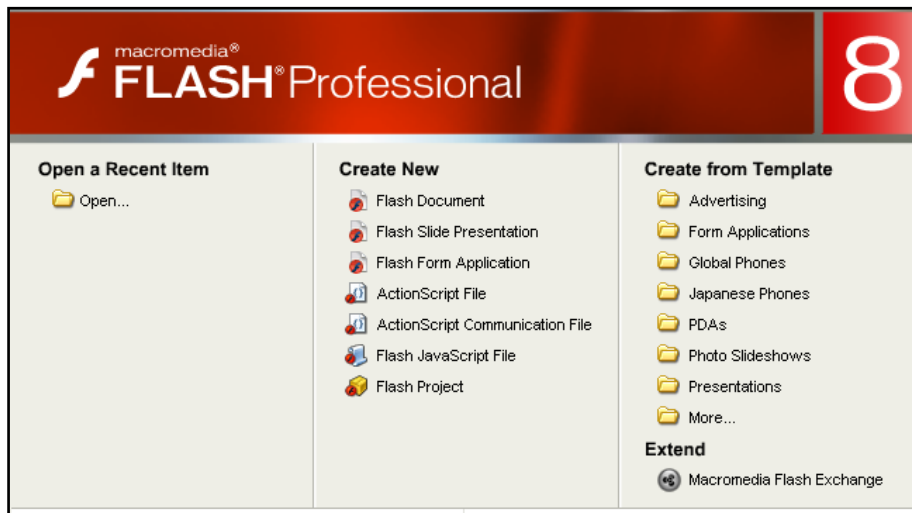 macromedia®
FLASH® Professional
8
Open a Recent Item
Open...
Create New
Flash Document
Flash Slide Presentation
Flash Form Application
ActionScript File
ActionScript Communication File
Flash JavaScript File
Flash Project
Create from Template
Advertising
Form Applications
Global Phones
Japanese Phones
PDAs
Photo Slideshows
Presentations
More...
Extend
Macromedia Flash Exchange